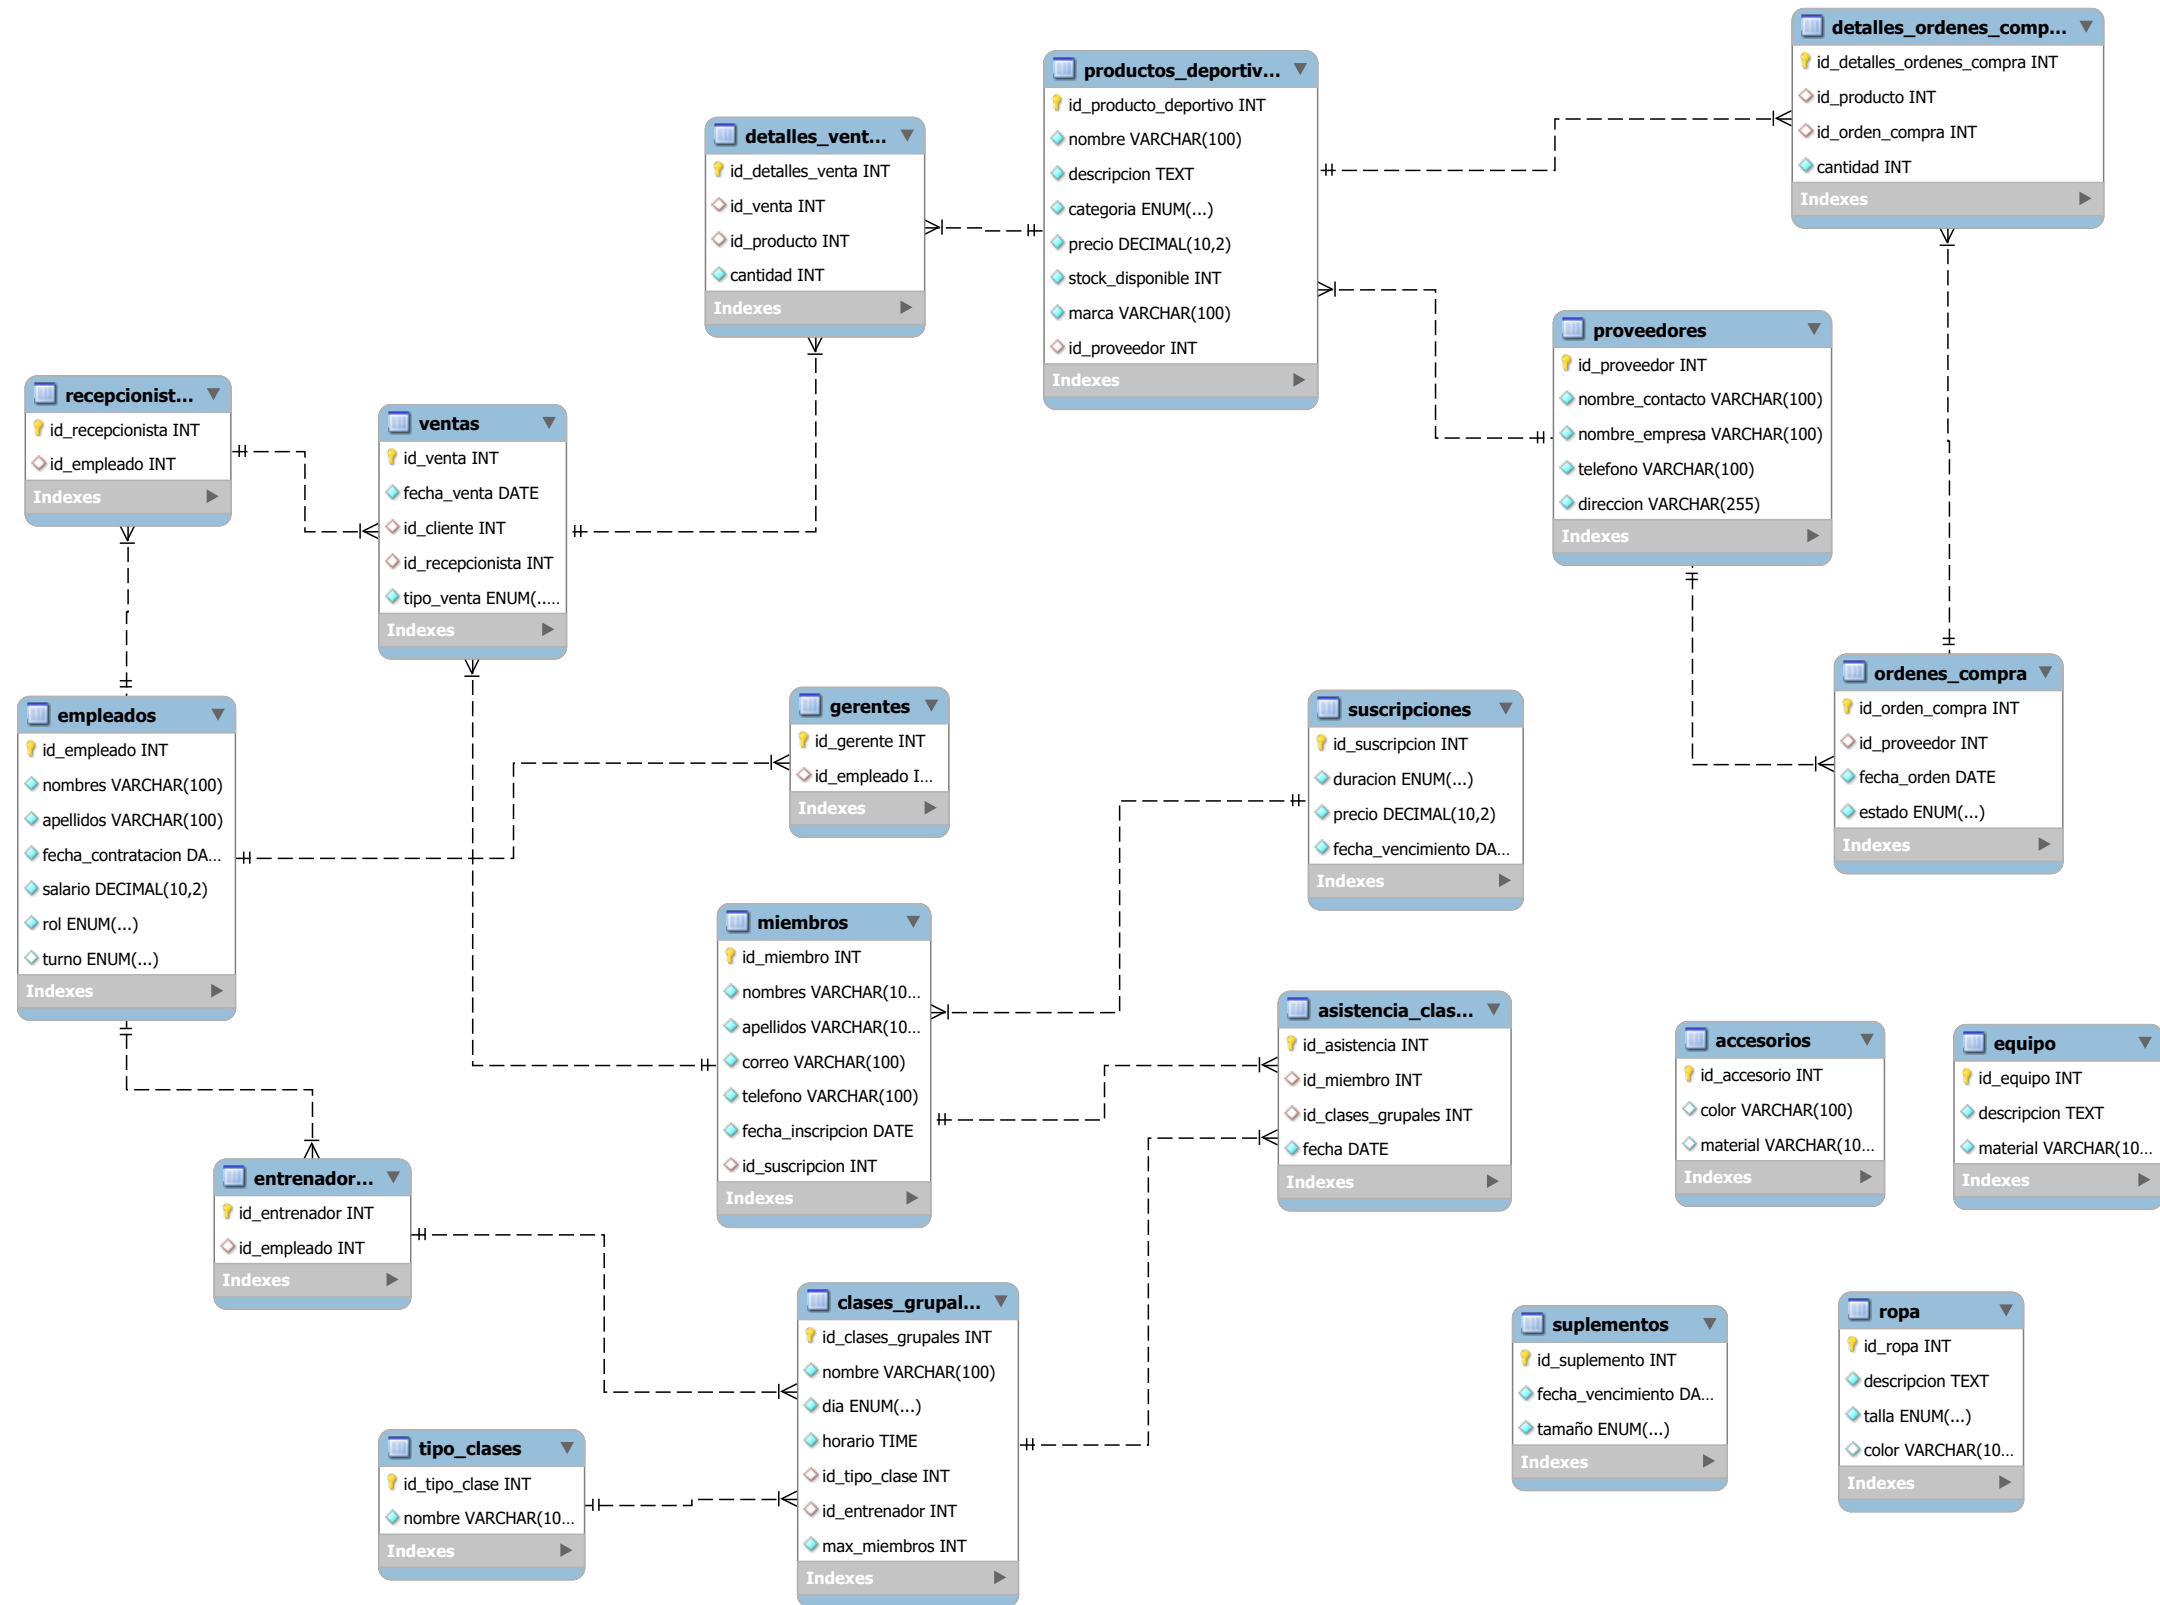 detalles_ordenes_comp...
id_detalles_ordenes_compra INT
id_producto INT
id_orden_compra INT
cantidad INT
Indexes
productos_deportiv...
id_producto_deportivo INT
nombre VARCHAR(100)
descripcion TEXT
categoria ENUM(...)
precio DECIMAL(10,2)
stock_disponible INT
marca VARCHAR(100)
id_proveedor INT
Indexes
detalles_vent...
id_detalles_venta INT
id_venta INT
id_producto INT
cantidad INT
Indexes
proveedores
id_proveedor INT
nombre_contacto VARCHAR(100)
nombre_empresa VARCHAR(100)
telefono VARCHAR(100)
direccion VARCHAR(255)
Indexes
recepcionist...
id_recepcionista INT
id_empleado INT
Indexes
ventas
id_venta INT
fecha_venta DATE
id_cliente INT
id_recepcionista INT
tipo_venta ENUM(.....
Indexes
ordenes_compra
id_orden_compra INT
id_proveedor INT
fecha_orden DATE
estado ENUM(...)
Indexes
empleados
id_empleado INT
nombres VARCHAR(100)
apellidos VARCHAR(100)
fecha_contratacion DA...
salario DECIMAL(10,2)
rol ENUM(...)
turno ENUM(...)
Indexes
gerentes
id_gerente INT
id_empleado I...
Indexes
suscripciones
id_suscripcion INT
duracion ENUM(...)
precio DECIMAL(10,2)
fecha_vencimiento DA...
Indexes
miembros
id_miembro INT
nombres VARCHAR(10...
apellidos VARCHAR(10...
correo VARCHAR(100)
telefono VARCHAR(100)
fecha_inscripcion DATE
id_suscripcion INT
Indexes
asistencia_clas...
id_asistencia INT
id_miembro INT
id_clases_grupales INT
fecha DATE
Indexes
accesorios
id_accesorio INT
color VARCHAR(100)
material VARCHAR(10...
Indexes
equipo
id_equipo INT
descripcion TEXT
material VARCHAR(10...
Indexes
entrenador...
id_entrenador INT
id_empleado INT
Indexes
clases_grupal...
id_clases_grupales INT
nombre VARCHAR(100)
dia ENUM(...)
horario TIME
id_tipo_clase INT
id_entrenador INT
max_miembros INT
Indexes
suplementos
id_suplemento INT
fecha_vencimiento DA...
tamaño ENUM(...)
Indexes
ropa
id_ropa INT
descripcion TEXT
talla ENUM(...)
color VARCHAR(10...
Indexes
tipo_clases
id_tipo_clase INT
nombre VARCHAR(10...
Indexes